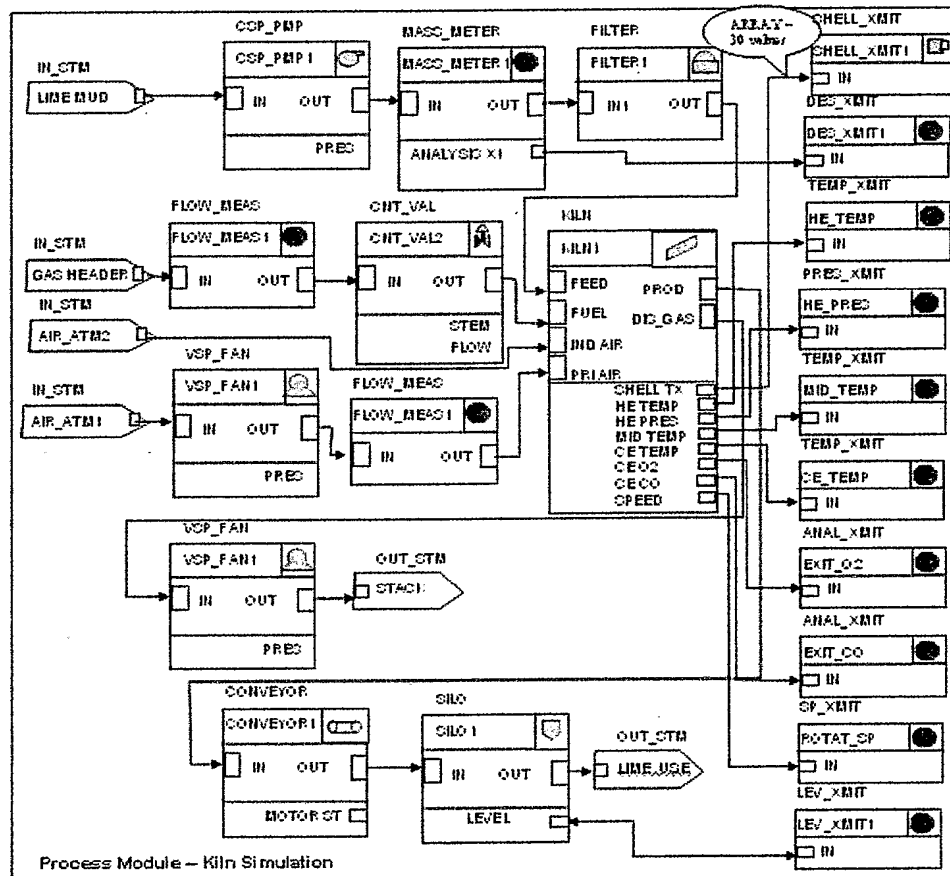 CSP_PMP
CSP_PMP1
IN
OUT
PRES
MASS_METER
MASS_METER1
IN
OUT
ANALYSIS X1
FILTER
FILTER1
IN1
OUT
ARRAY -
30 values
SHELL_XMIT
SHELL_XMIT1
IN
IN_STM
LIME MUD
DES_XMIT
DES_XMIT1
IN
FLOW_MEAS
FLOW_MEAS1
IN
OUT
CNT_VAL
CNT_VAL2
IN
OUT
STEM
FLOW
KILN
KILN1
FEED
FUEL
IND AIR
PRI AIR
PROD
DIS_GAS
SHELL TX
HE TEMP
HE PRES
MID TEMP
CE TEMP
CE O2
CE CO
SPEED
TEMP_XMIT
HE_TEMP
IN
IN_STM
GAS HEADER
IN_STM
AIR_ATM2
PRES_XMIT
HE_PRES
IN
VSP_FAN
VSP_FAN1
IN
OUT
PRES
FLOW_MEAS
FLOW_MEAS1
IN
OUT
IN_STM
AIR_ATM1
TEMP_XMIT
MID_TEMP
IN
TEMP_XMIT
CE_TEMP
IN
VSP_FAN
VSP_FAN1
IN
OUT
PRES
OUT_STM
STACK
ANAL_XMIT
EXIT_O2
IN
ANAL_XMIT
EXIT_CO
IN
CONVEYOR
CONVEYOR1
IN
OUT
MOTOR ST
SILO
SILO 1
IN
OUT
LEVEL
OUT_STM
LIME_USE
SP_XMIT
ROTAT_SP
IN
LEV_XMIT
LEV_XMIT1
IN
Process Module – Kiln Simulation